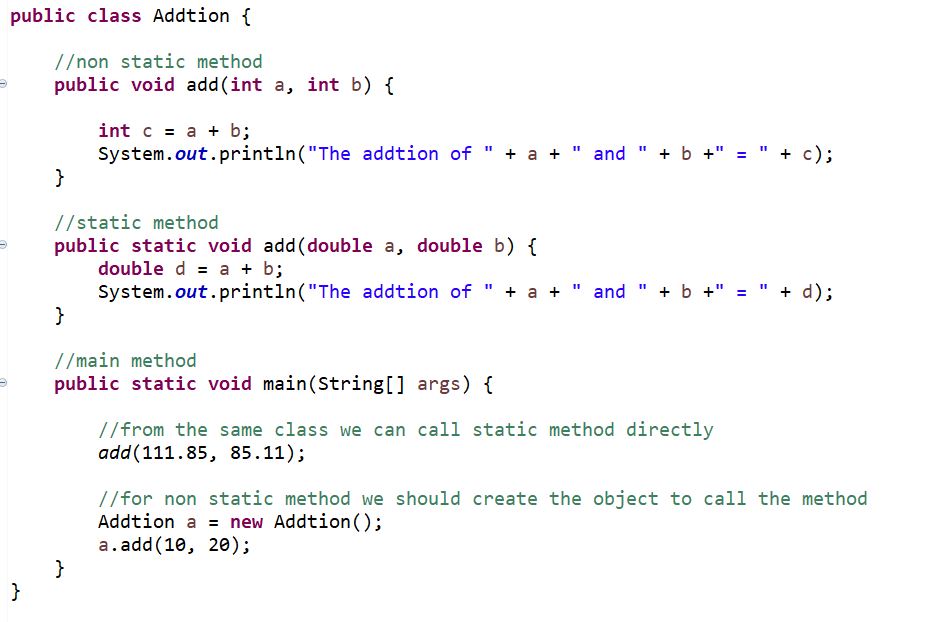 public class Addtion {
//non static method
public void add(int a, int b) {
int c = a + b;
System.out.println("The addtion of " + a + " and " + b +" = " + c);
}
//static method
public static void add(double a, double b) {
double d = a + b;
System.out.println("The addtion of " + a + " and " + b +" = " + d);
}
//main method
public static void main(String[] args) {
//from the same class we can call static method directly
add(111.85, 85.11);
//for non static method we should create the object to call the method
Addtion a = new Addtion();
a.add(10, 20);
}
}